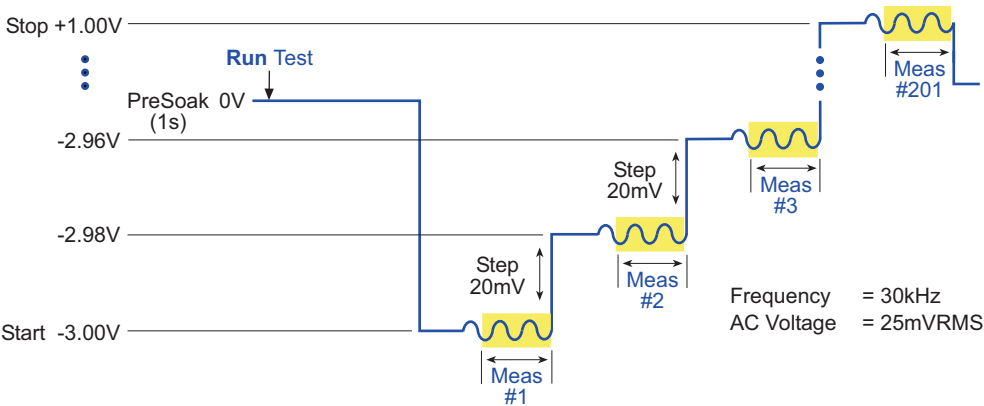 Stop +1.00V
Run Test
PreSoak 0V
(1s)
-2.96V
-2.98V
Start -3.00V
Step
20mV
Step
20mV
Meas
#1
Meas
#2
Meas
#3
Meas
#201
Frequency = 30kHz
AC Voltage = 25mVRMS